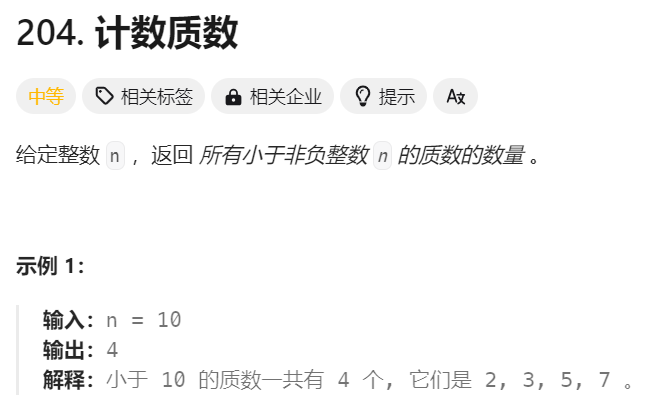 204. 计数质数
中等 相关标签 相关企业 提示 A文
给定整数 n ，返回 所有小于非负整数 n 的质数的数量 。
示例 1：
输入：n = 10
输出：4
解释：小于 10 的质数一共有 4 个, 它们是 2, 3, 5, 7 。